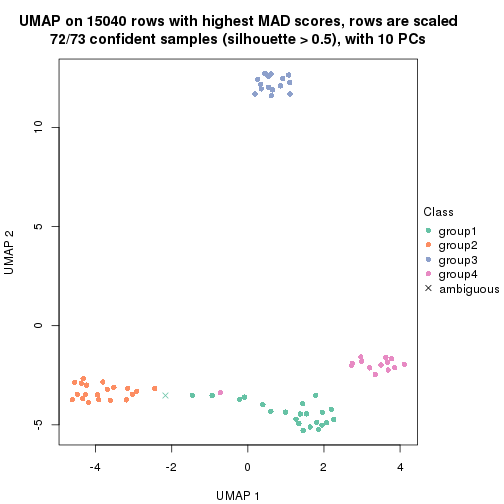 UMAP on 15040 rows with highest MAD scores, rows are scaled
72/73 confident samples (silhouette > 0.5), with 10 PCs
10
5
0
-5
UMAP 2
-4
-2
0
2
4
UMAP 1
Class
group1
group2
group3
group4
ambiguous